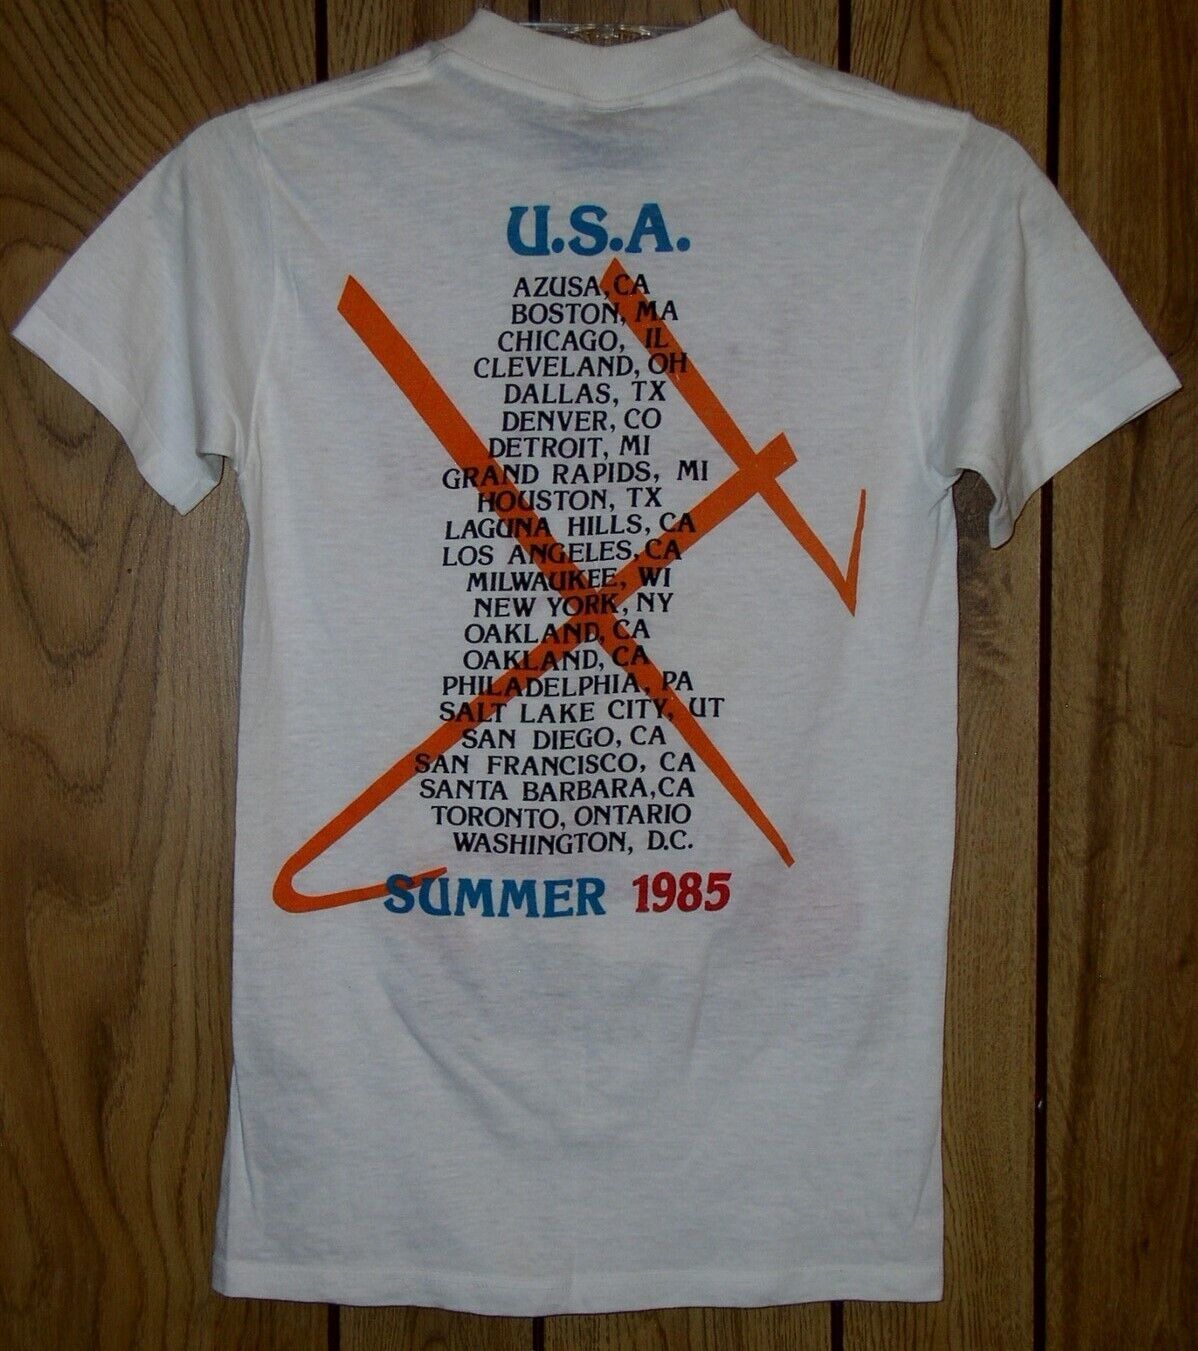 U.S.A.
AZUSA, CA
BOSTON, MA
CHICAGO, IL
CLEVELAND, OH
DALLAS, TX
DENVER, CO
DETROIT, MI
GRAND RAPIDS, MI
HOUSTON, TX
LAGUNA HILLS, CA
LOS ANGELES, CA
MILWAUKEE, WI
NEW YORK, NY
OAKLAND, CA
OAKLAND, CA
PHILADELPHIA, PA
SALT LAKE CITY, UT
SAN DIEGO, CA
SAN FRANCISCO, CA
SANTA BARBARA, CA
TORONTO, ONTARIO
WASHINGTON, D.C.
SUMMER 1985